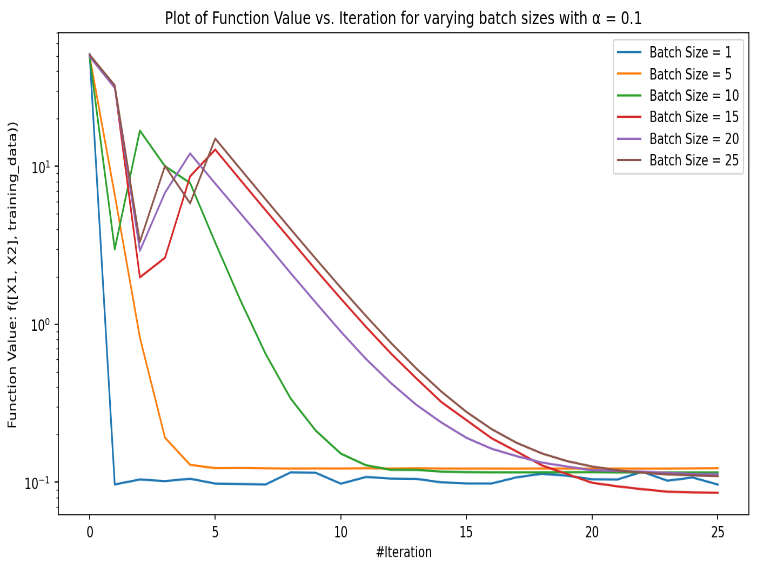 Plot of Function Value vs. Iteration for varying batch sizes with α = 0.1
Function Value: f([X1, X2], training_data))
10¹
10⁰
10⁻¹
Batch Size = 1
Batch Size = 5
Batch Size = 10
Batch Size = 15
Batch Size = 20
Batch Size = 25
0 5 10 15 20 25
#Iteration